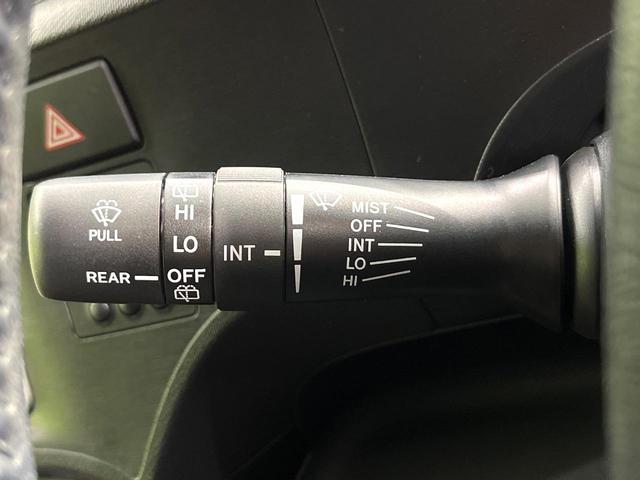 PULL
REAR
HI
LO
OFF
INT
MIST
OFF
INT
LO
HI